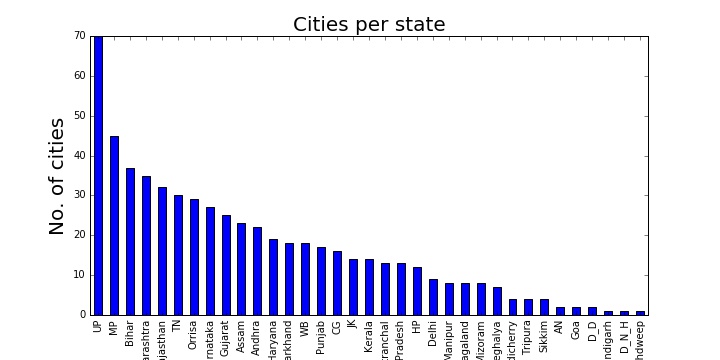 Cities per state
No. of cities
70
60
50
40
30
20
10
0
UP
MP
Bihar
arashtra
jasthan
TN
Orrisa
rnataka
Gujarat
Assam
Andhra
Haryana
arkhand
WB
Punjab
CG
JK
Kerala
tranchal
Pradesh
HP
Delhi
Manipur
agaland
Mizoram
eghalya
dicherry
Tripura
Sikkim
AN
Goa
D_D
ndigarh
D_N_H
hdweep